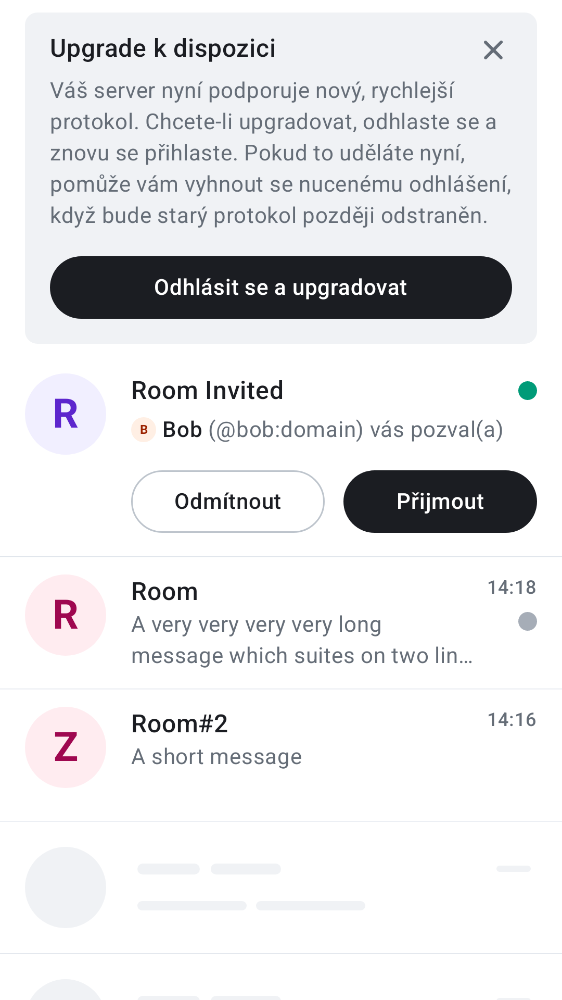 Upgrade k dispozici
Váš server nyní podporuje nový, rychlejší
protokol. Chcete-li upgradovat, odhlaste se a
znovu se přihlaste. Pokud to uděláte nyní,
pomůže vám vyhnout se nucenému odhlášení,
když bude starý protokol později odstraněn.
Odhlásit se a upgradovat
R
Room Invited
B Bob (@bob:domain) vás pozval(a)
Odmítnout
Přijmout
R
Room
14:18
A very very very very long
message which suites on two lin…
Z
Room#2
14:16
A short message